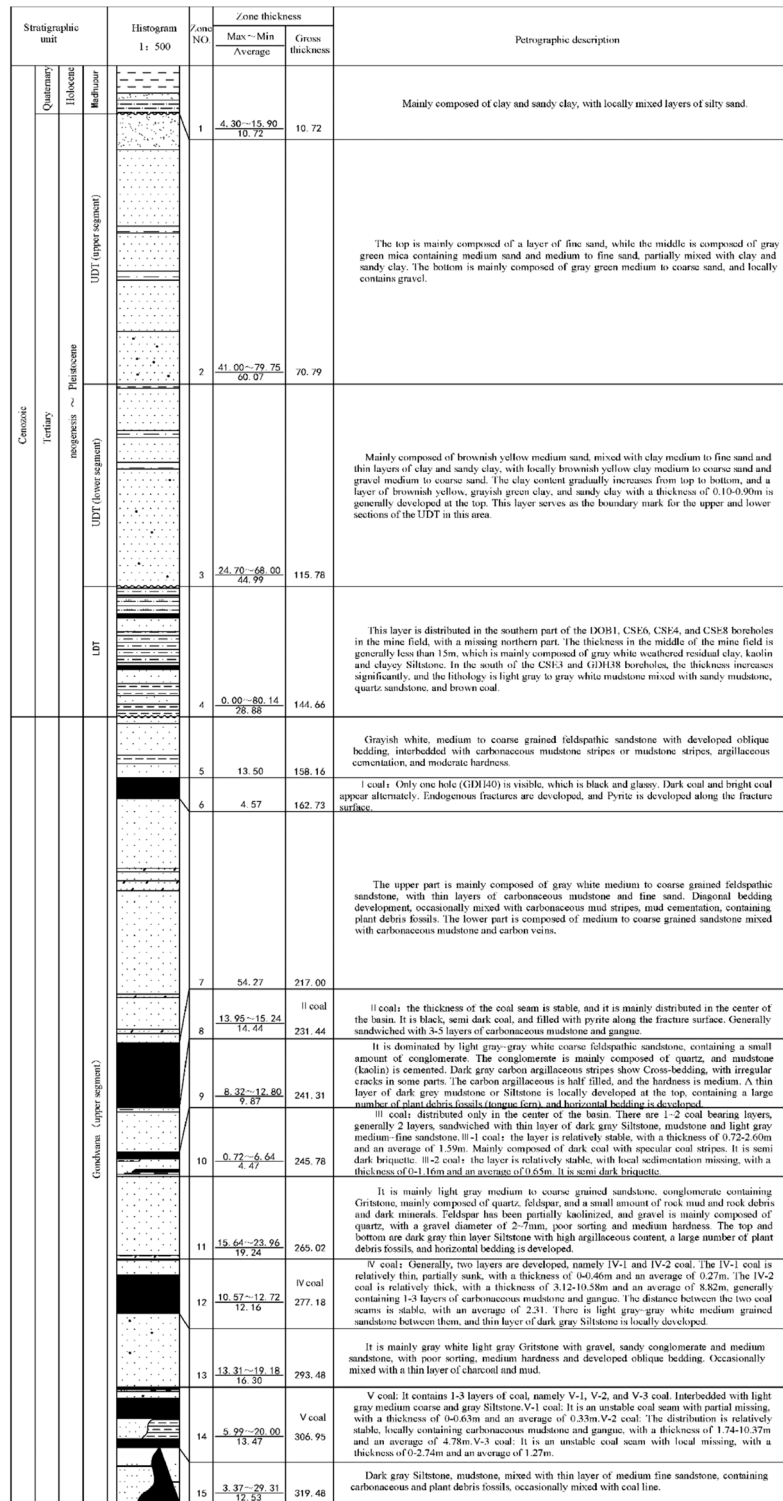 Stratigraphic
unit
Histogram
1: 500
Zone
NO.
Zone thickness
Max～Min
Average
Gross
thickness
Petrographic description
Cenozoic
Quaternary
Holocene
Madhupur
1
4.30～15.90
10.72
10.72
Mainly composed of clay and sandy clay, with locally mixed layers of silty sand.
Tertiary
neogenesis ～ Pleistocene
UDT (upper segment)
2
41.00～79.75
60.07
70.79
The top is mainly composed of a layer of fine sand, while the middle is composed of gray
green mica containing medium sand and medium to fine sand, partially mixed with clay and
sandy clay. The bottom is mainly composed of gray green medium to coarse sand, and locally
contains gravel.
UDT (lower segment)
3
24.70～68.00
44.99
115.78
Mainly composed of brownish yellow medium sand, mixed with clay medium to fine sand and
thin layers of clay and sandy clay, with locally brownish yellow clay medium to coarse sand and
gravel medium to coarse sand. The clay content gradually increases from top to bottom, and a
layer of brownish yellow, grayish green clay, and sandy clay with a thickness of 0.10-0.90m is
generally developed at the top. This layer serves as the boundary mark for the upper and lower
sections of the UDT in this area.
LDT
4
0.00～80.14
28.88
144.66
This layer is distributed in the southern part of the DOB1, CSE6, CSE4, and CSE8 boreholes
in the mine field, with a missing northern part. The thickness in the middle of the mine field is
generally less than 15m, which is mainly composed of gray white weathered residual clay, kaolin
and clayey Siltstone. In the south of the CSE3 and GDH38 boreholes, the thickness increases
significantly, and the lithology is light gray to gray white mudstone mixed with sandy mudstone,
quartz sandstone, and brown coal.
Gondwana (upper segment)
5
13.50
158.16
Grayish white, medium to coarse grained feldspathic sandstone with developed oblique
bedding, interbedded with carbonaceous mudstone stripes or mudstone stripes, argillaceous
cementation, and moderate hardness.
6
4.57
162.73
Ⅰcoal: Only one hole (GDH40) is visible, which is black and glassy. Dark coal and bright coal
appear alternately. Endogenous fractures are developed, and Pyrite is developed along the fracture
surface.
7
54.27
217.00
The upper part is mainly composed of gray white medium to coarse grained feldspathic
sandstone, with thin layers of carbonaceous mudstone and fine sand. Diagonal bedding
development, occasionally mixed with carbonaceous mud stripes, mud cementation, containing
plant debris fossils. The lower part is composed of medium to coarse grained sandstone mixed
with carbonaceous mudstone and carbon veins.
8
13.95～15.24
14.44
Ⅱ coal
231.44
Ⅱcoal: the thickness of the coal seam is stable, and it is mainly distributed in the center of
the basin. It is black, semi dark coal, and filled with pyrite along the fracture surface. Generally
sandwiched with 3-5 layers of carbonaceous mudstone and gangue.
9
8.32～12.80
9.87
241.31
It is dominated by light gray~gray white coarse feldspathic sandstone, containing a small
amount of conglomerate. The conglomerate is mainly composed of quartz, and mudstone
(kaolin) is cemented. Dark gray carbon argillaceous stripes show Cross-bedding, with irregular
cracks in some parts. The carbon argillaceous is half filled, and the hardness is medium. A thin
layer of dark grey mudstone or Siltstone is locally developed at the top, containing a large
number of plant debris fossils (tongue fern), and horizontal bedding is developed.
10
0.72～6.64
4.47
245.78
Ⅲ coal: distributed only in the center of the basin. There are 1~2 coal bearing layers,
generally 2 layers, sandwiched with thin layer of dark gray Siltstone, mudstone and light gray
medium~fine sandstone. Ⅲ-1 coal: the layer is relatively stable, with a thickness of 0.72-2.60m
and an average of 1.59m. Mainly composed of dark coal with specular coal stripes. It is semi
dark briquette. Ⅲ-2 coal: the layer is relatively stable, with local sedimentation missing, with a
thickness of 0-1.16m and an average of 0.65m. It is semi dark briquette.
11
15.64～23.96
19.24
265.02
It is mainly light gray medium to coarse grained sandstone. conglomerate containing
Gritstone, mainly composed of quartz, feldspar, and a small amount of rock mud and rock debris
and dark minerals. Feldspar has been partially kaolinized, and gravel is mainly composed of
quartz, with a gravel diameter of 2~7mm, poor sorting and medium hardness. The top and
bottom are dark gray thin layer Siltstone with high argillaceous content, a large number of plant
debris fossils, and horizontal bedding is developed.
12
10.57～12.72
12.16
Ⅳ coal
277.18
Ⅳ coal: Generally, two layers are developed, namely IV-1 and IV-2 coal. The IV-1 coal is
relatively thin, partially sunk, with a thickness of 0-0.46m and an average of 0.27m. The IV-2
coal is relatively thick, with a thickness of 3.12-10.58m and an average of 8.82m, generally
containing 1-3 layers of carbonaceous mudstone and gangue. The distance between the two coal
seams is stable, with an average of 2.31. There is light gray~gray white medium grained
sandstone between them, and thin layer of dark gray Siltstone is locally developed.
13
13.31～19.18
16.30
293.48
It is mainly gray white light gray Gritstone with gravel, sandy conglomerate and medium
sandstone, with poor sorting, medium hardness and developed oblique bedding. Occasionally
mixed with a thin layer of charcoal and mud.
14
5.99～20.00
13.47
V coal
306.95
V coal: It contains 1-3 layers of coal, namely V-1, V-2, and V-3 coal. Interbedded with light
gray medium coarse and gray Siltstone.V-1 coal: It is an unstable coal seam with partial missing,
with a thickness of 0-0.63m and an average of 0.33m.V-2 coal: The distribution is relatively
stable, locally containing carbonaceous mudstone and gangue, with a thickness of 1.74-10.37m
and an average of 4.78m.V-3 coal: It is an unstable coal seam with local missing, with a
thickness of 0-2.74m and an average of 1.27m.
15
3.37～29.31
12.53
319.48
Dark gray Siltstone, mudstone, mixed with thin layer of medium fine sandstone, containing
carbonaceous and plant debris fossils, occasionally mixed with coal line.